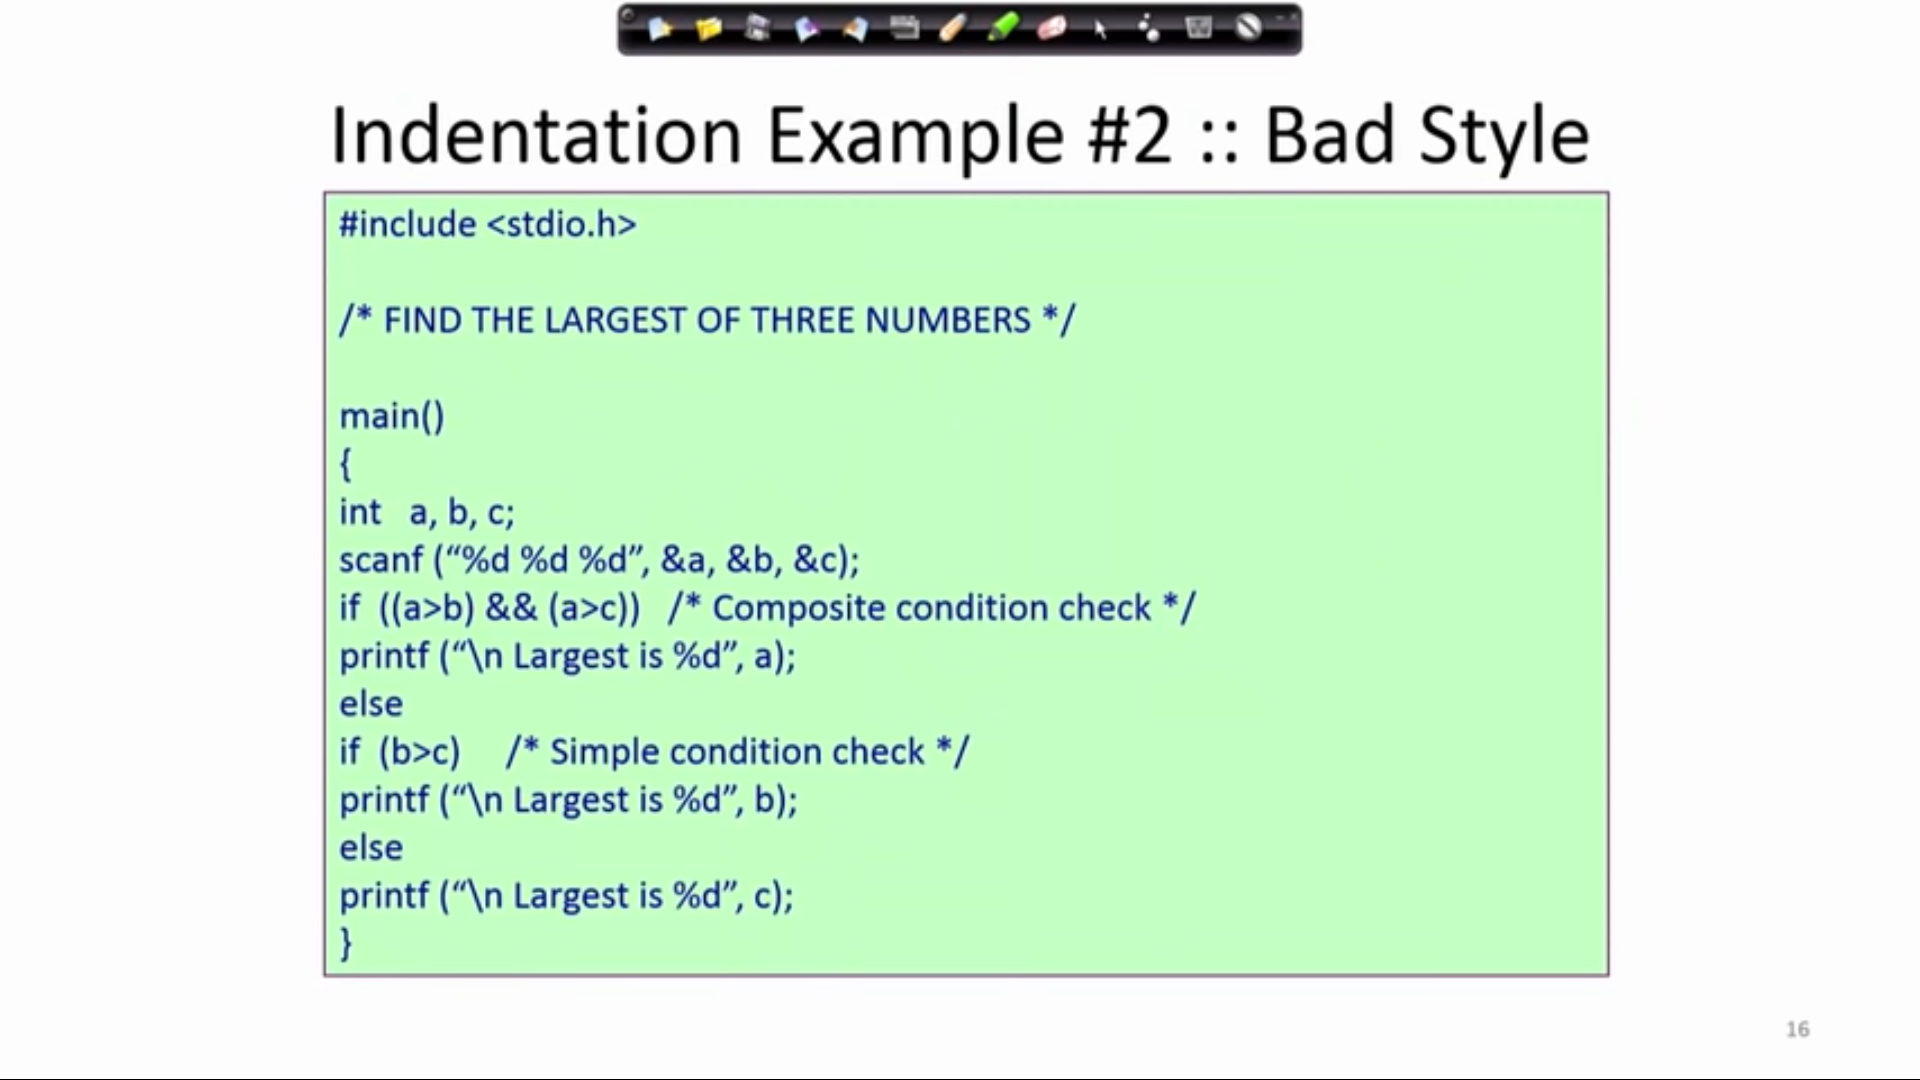 Indentation Example #2 :: Bad Style
#include <stdio.h>
/* FIND THE LARGEST OF THREE NUMBERS */
main()
{
int   a, b, c;
scanf (“%d %d %d”, &a, &b, &c);
if  ((a>b) && (a>c))   /* Composite condition check */
printf (“\n Largest is %d”, a);
else
if  (b>c)    /* Simple condition check */
printf (“\n Largest is %d”, b);
else
printf (“\n Largest is %d”, c);
}
16